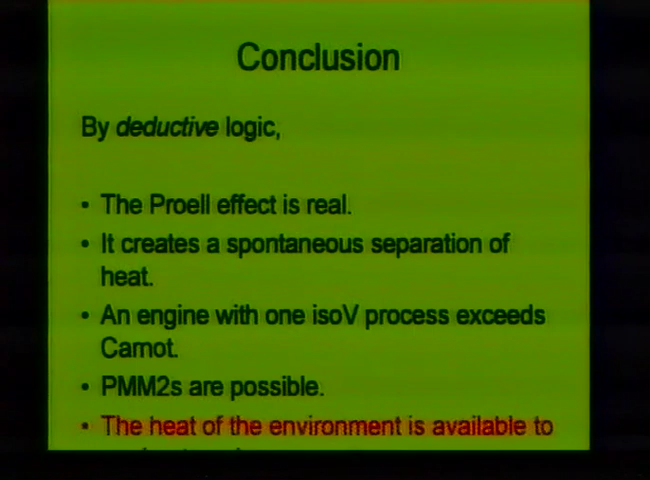 Conclusion
By deductive logic,
• The Proell effect is real.
• It creates a spontaneous separation of
heat.
• An engine with one isoV process exceeds
Carnot.
• PMM2s are possible.
• The heat of the environment is available to